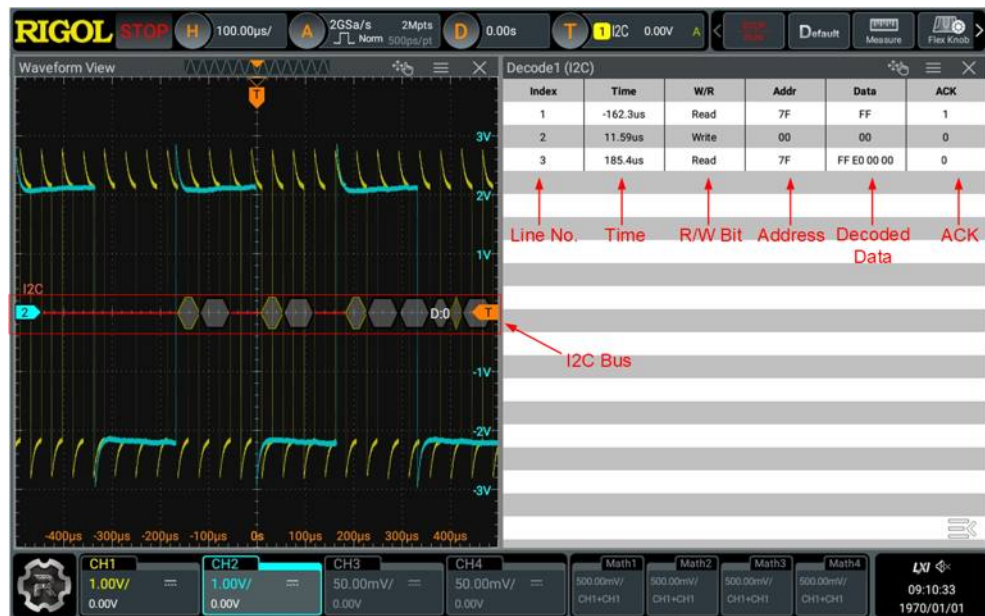 RIGOL STOP H 100.00µs/ A 2GSa/s 2Mpts Norm 500ps/pt D 0.00s T 1 I2C 0.00V A < Default Measure Flex Knob >
Waveform View
T
3V
2V
1V
I2C
2 D:0 T
-1V
-2V
-3V
-400µs -300µs -200µs -100µs 0s 100µs 200µs 300µs 400µs
Decode1 (I2C)
Index Time W/R Addr Data ACK
1 -162.3us Read 7F FF 1
2 11.59us Write 00 00 0
3 185.4us Read 7F FF E0 00 00 0
Line No. Time R/W Bit Address Decoded Data ACK
I2C Bus
CH1
1.00V/
0.00V
CH2
1.00V/
0.00V
CH3
50.00mV/
0.00V
CH4
50.00mV/
0.00V
Math1
500.00mV/
CH1+CH1
Math2
500.00mV/
CH1+CH1
Math3
500.00mV/
CH1+CH1
Math4
500.00mV/
CH1+CH1
LXI
09:10:33
1970/01/01